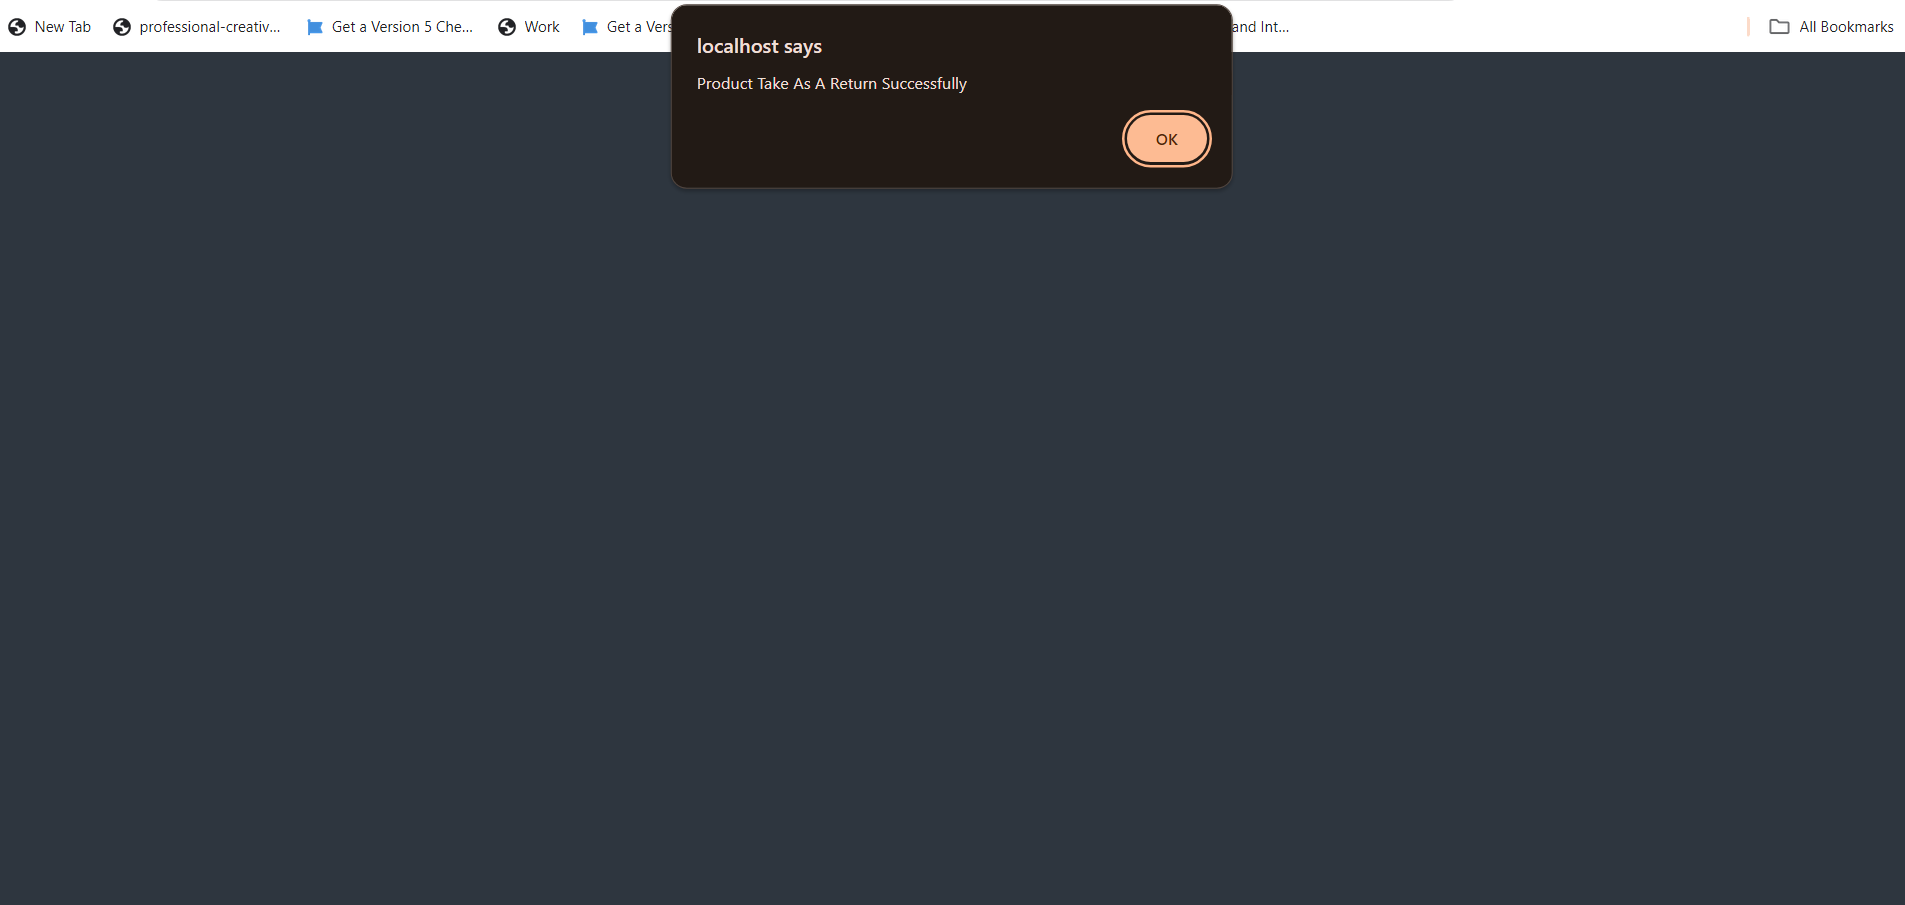 New Tab professional-creativ... Get a Version 5 Che... Work Get a Vers and Int... All Bookmarks
localhost says
Product Take As A Return Successfully
OK